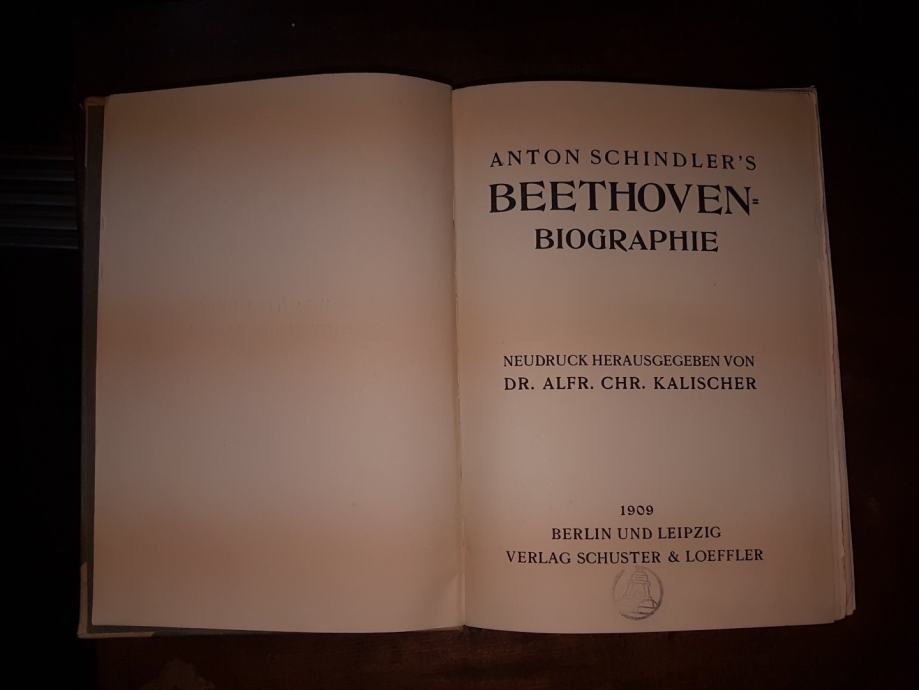 ANTON SCHINDLER'S
BEETHOVEN=
BIOGRAPHIE
NEUDRUCK HERAUSGEGEBEN VON
DR. ALFR. CHR. KALISCHER
1909
BERLIN UND LEIPZIG
VERLAG SCHUSTER & LOEFFLER